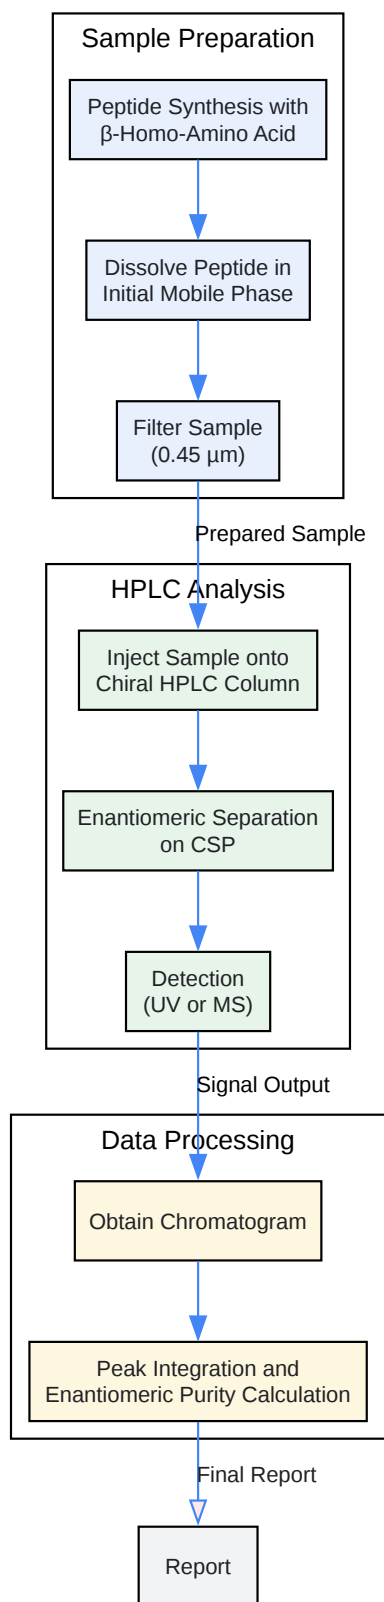 Sample Preparation
Peptide Synthesis with
β-Homo-Amino Acid
Dissolve Peptide in
Initial Mobile Phase
Filter Sample
(0.45 µm)
Prepared Sample
HPLC Analysis
Inject Sample onto
Chiral HPLC Column
Enantiomeric Separation
on CSP
Detection
(UV or MS)
Signal Output
Data Processing
Obtain Chromatogram
Peak Integration and
Enantiomeric Purity Calculation
Final Report
Report